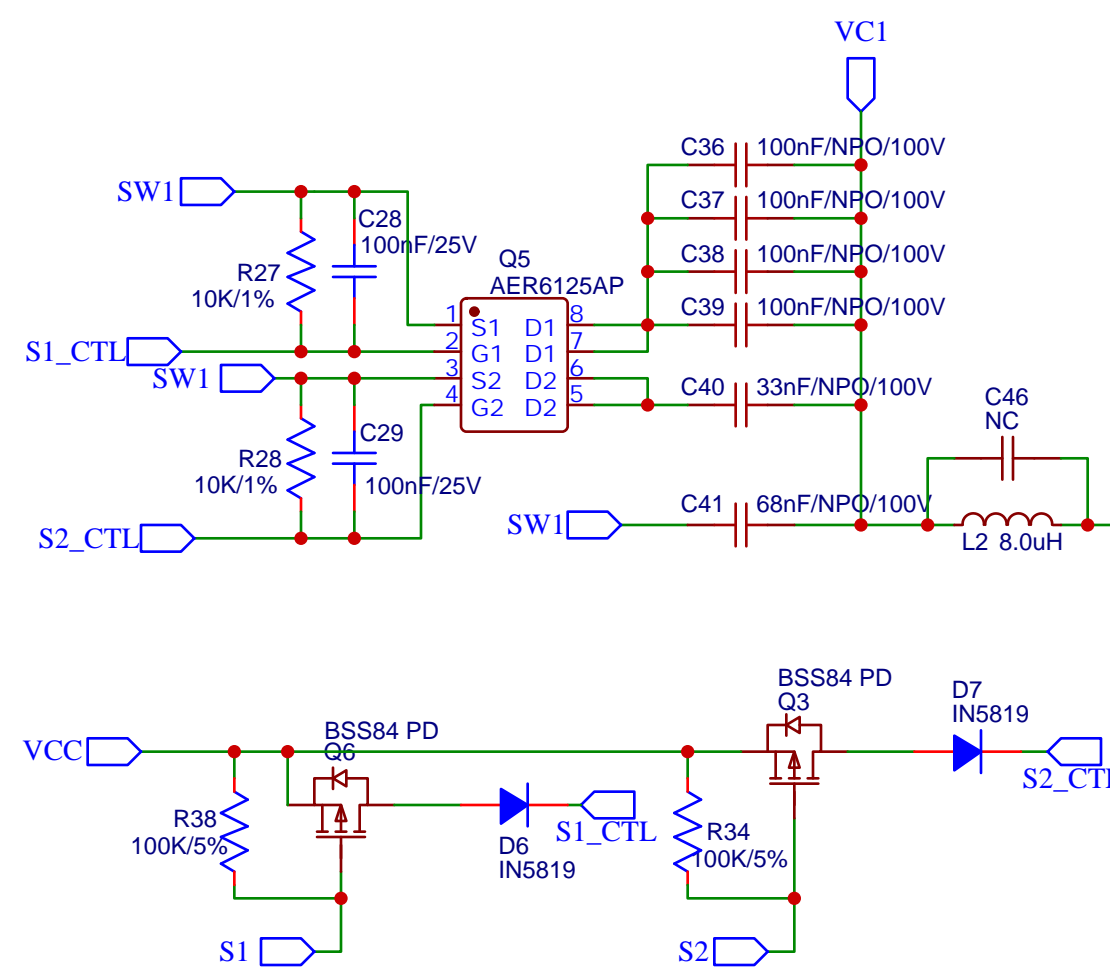 VC1
C36 100nF/NPO/100V
SW1
C37 100nF/NPO/100V
C28
100nF/25V
C38 100nF/NPO/100V
R27
10K/1%
Q5
AER6125AP
C39 100nF/NPO/100V
1 S1 D1 8
2 G1 D1 7
3 S2 D2 6
4 G2 D2 5
S1_CTL
SW1
C40 33nF/NPO/100V
C46
NC
C29
100nF/25V
R28
10K/1%
SW1
C41 68nF/NPO/100V
S2_CTL
L2 8.0uH
BSS84 PD
Q3
D7
IN5819
VCC
BSS84 PD
Q6
S2_CTL
R38
100K/5%
S1_CTL
D6
IN5819
R34
100K/5%
S1
S2